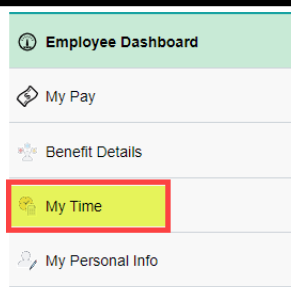 Employee Dashboard
My Pay
Benefit Details
My Time
My Personal Info